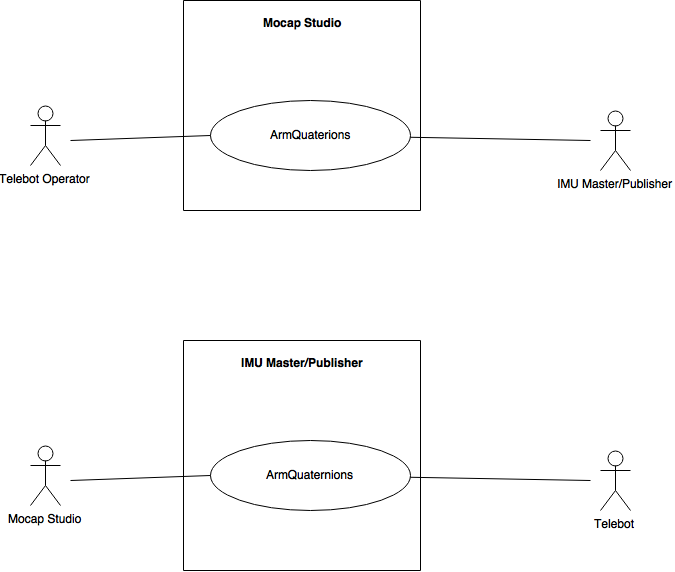 Mocap Studio
ArmQuaterions
Telebot Operator
IMU Master/Publisher
IMU Master/Publisher
ArmQuaternions
Mocap Studio
Telebot